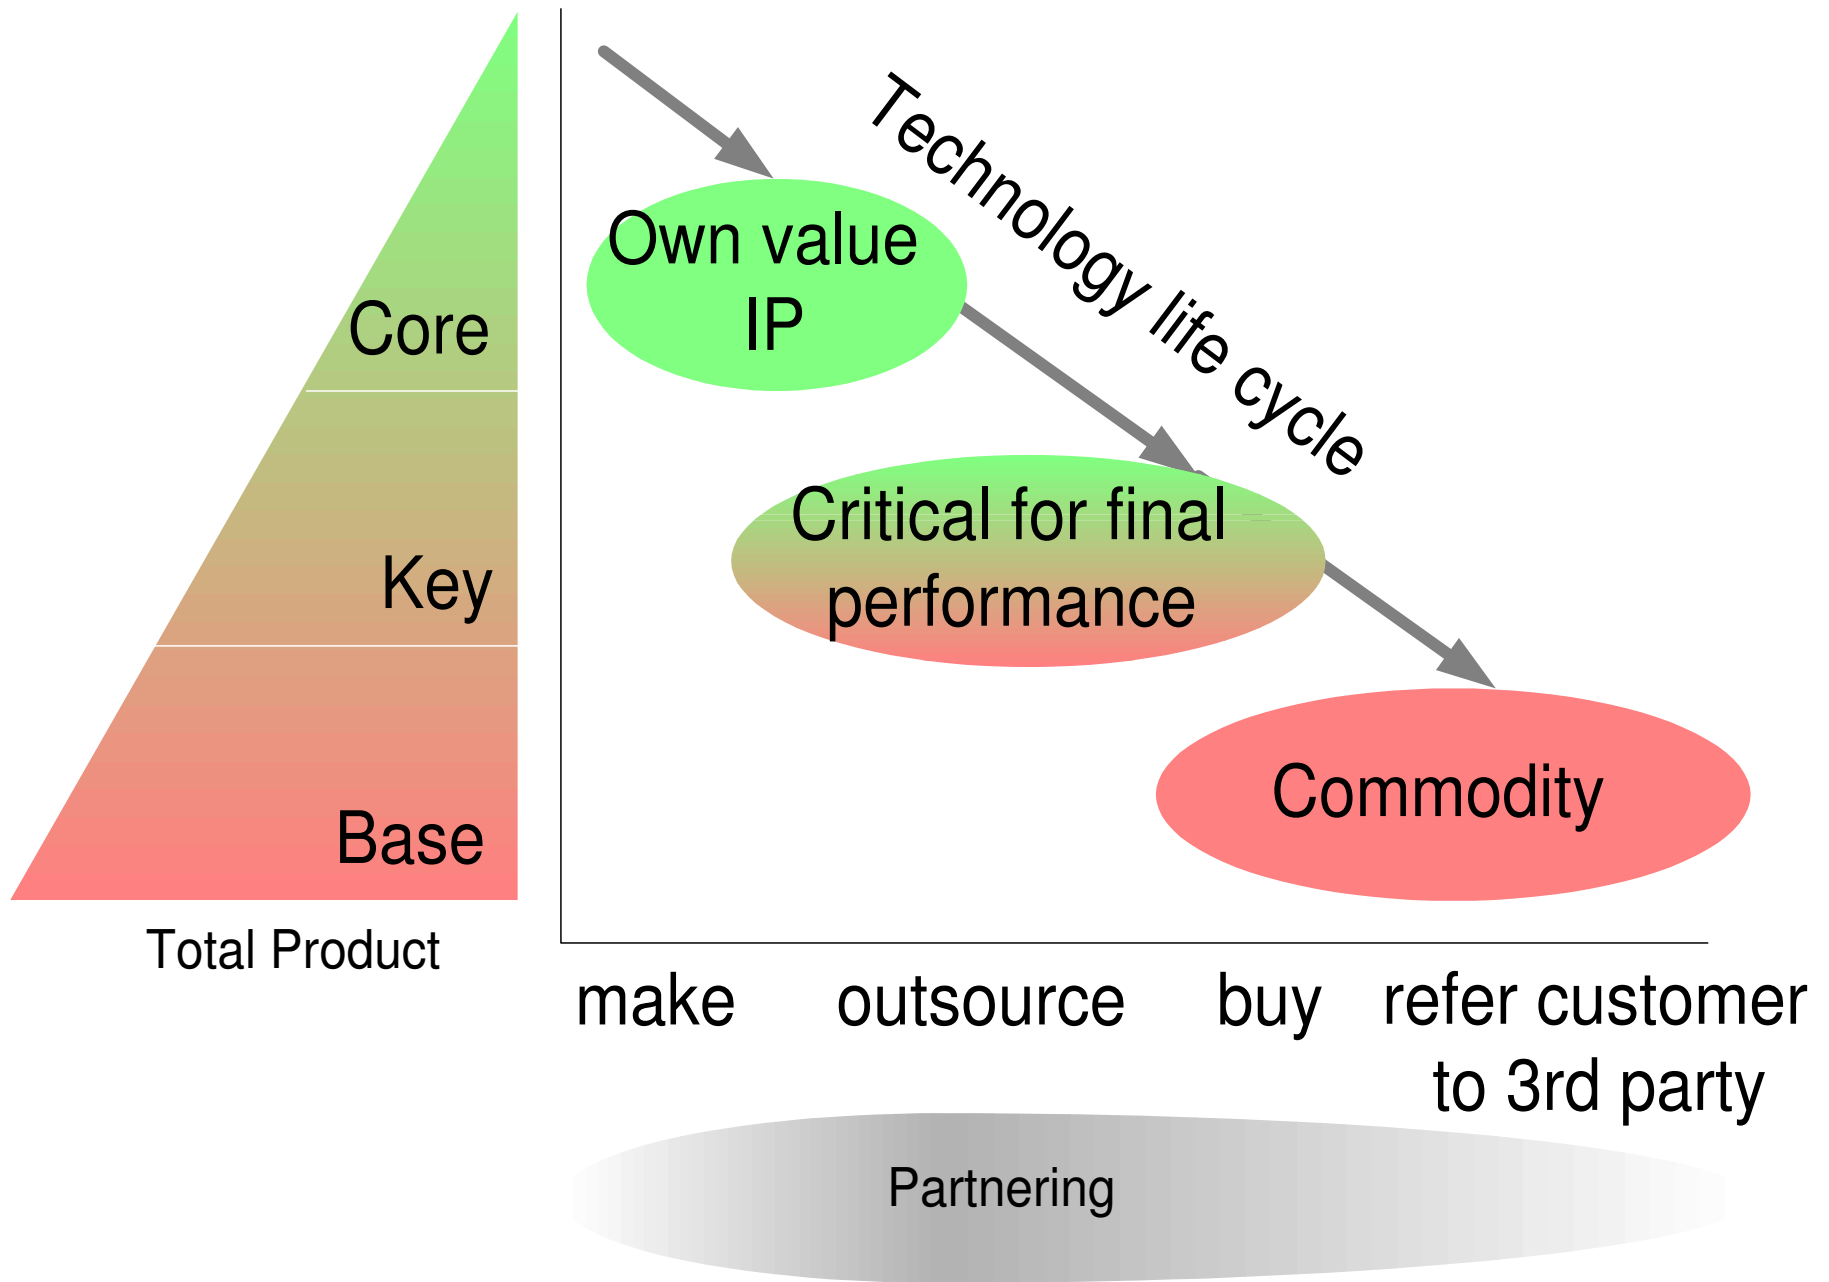 Technology life cycle
Own value
IP
Core
Critical for final
performance
Key
Commodity
Base
Total Product
make
outsource
buy
refer customer
to 3rd party
Partnering